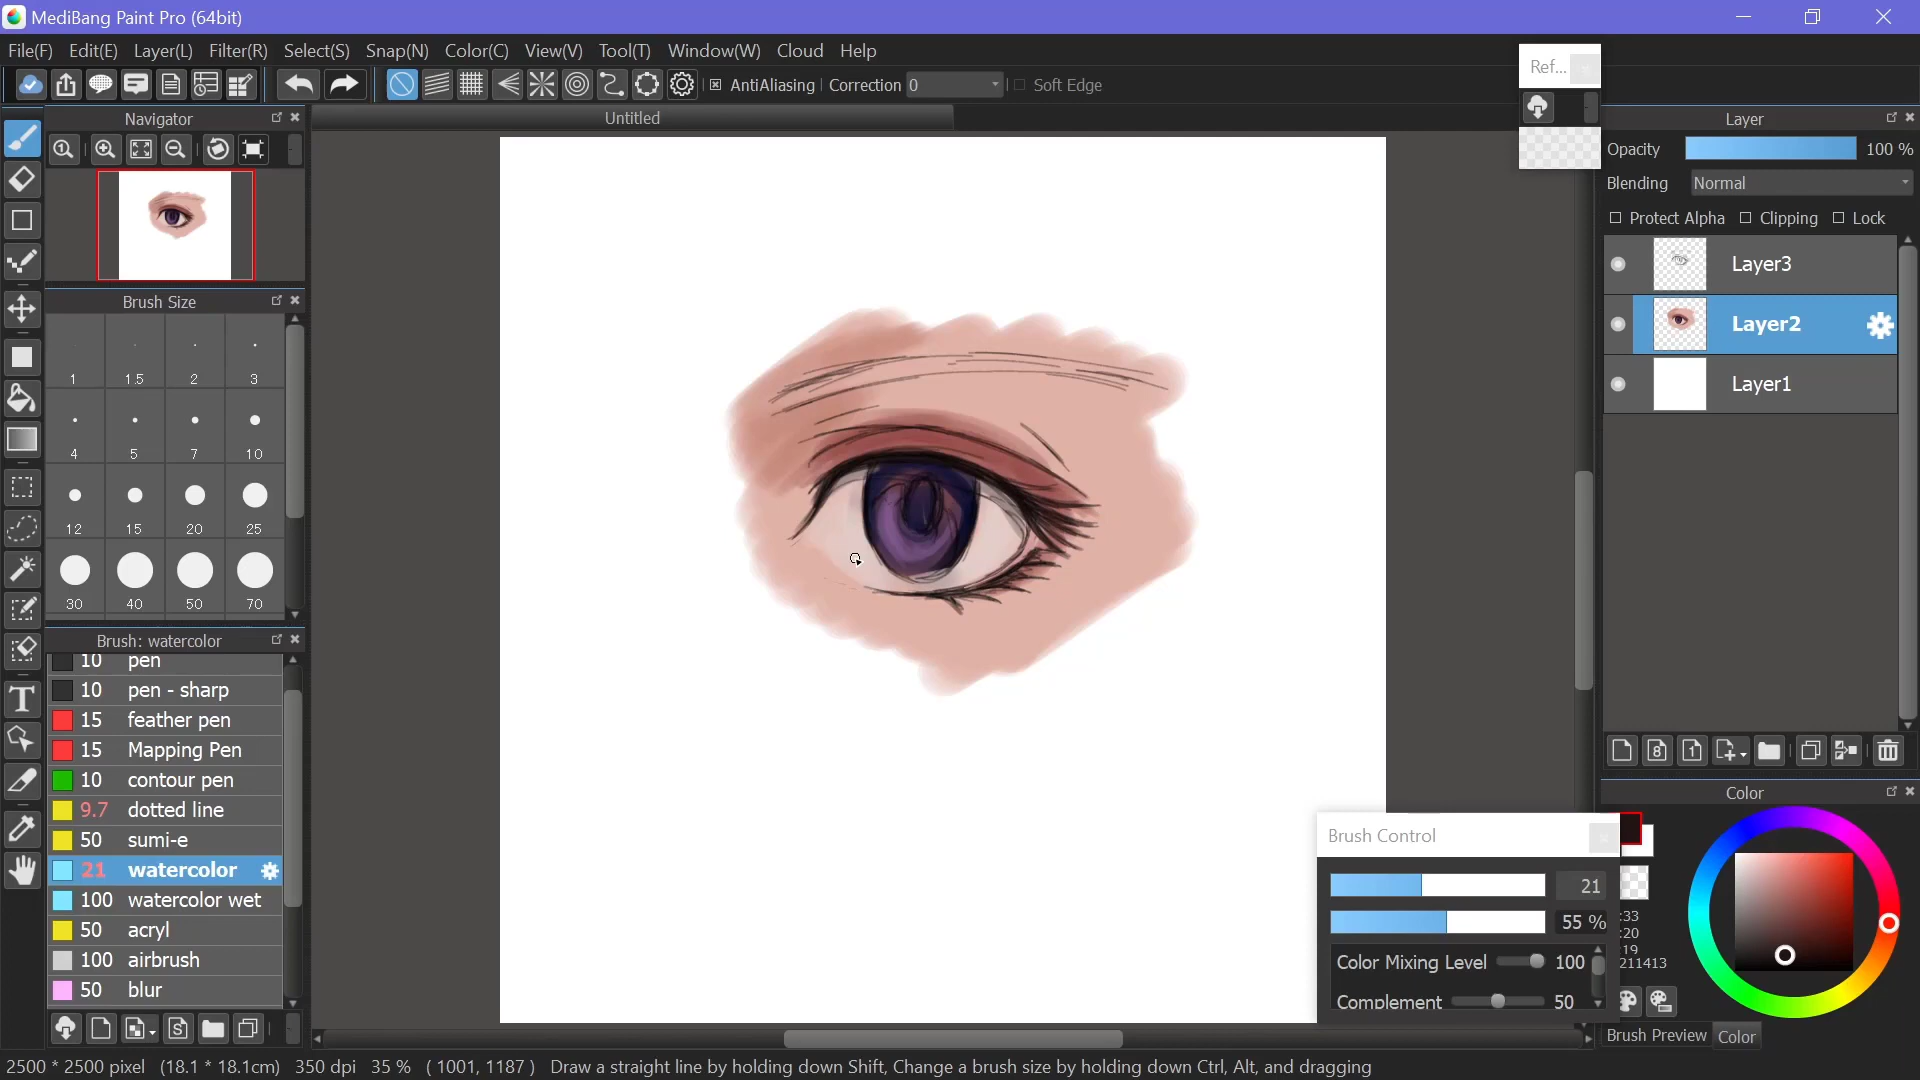 MediBang Paint Pro (64bit)
File(F) Edit(E) Layer(L) Filter(R) Select(S) Snap(N) Color(C) View(V) Tool(T) Window(W) Cloud Help
AntiAliasing Correction 0 Soft Edge
Ref...
Navigator
Untitled
Layer
Opacity 100 %
Blending Normal
Protect Alpha Clipping Lock
Layer3
Layer2
Layer1
Brush Size
1 1.5 2 3
4 5 7 10
12 15 20 25
30 40 50 70
Brush: watercolor
10 pen
10 pen - sharp
15 feather pen
15 Mapping Pen
10 contour pen
9.7 dotted line
50 sumi-e
21 watercolor
100 watercolor wet
50 acryl
100 airbrush
50 blur
8 1
Color
Brush Control
21
55 %
Color Mixing Level 100
Complement 50
:33
:20
:19
211413
Brush Preview Color
2500 * 2500 pixel (18.1 * 18.1cm) 350 dpi 35 % ( 1001, 1187 ) Draw a straight line by holding down Shift, Change a brush size by holding down Ctrl, Alt, and dragging